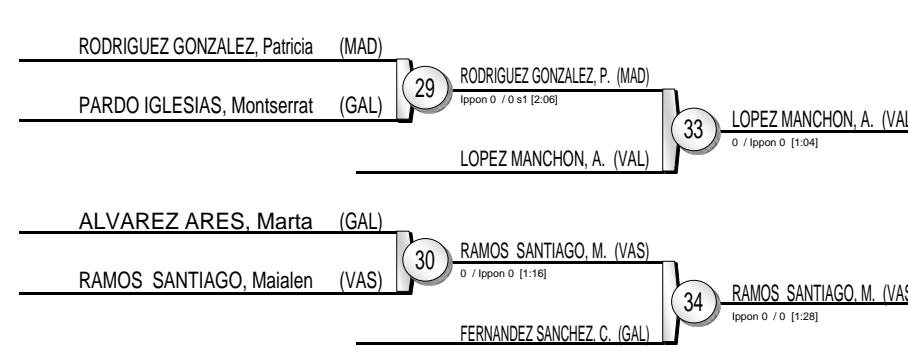 RODRIGUEZ GONZALEZ, Patricia (MAD)
PARDO IGLESIAS, Montserrat (GAL)
29
RODRIGUEZ GONZALEZ, P. (MAD)
Ippon 0 / 0 s1 [2:06]
LOPEZ MANCHON, A. (VAL)
33
LOPEZ MANCHON, A. (VAL
0 / Ippon 0 [1:04]
ALVAREZ ARES, Marta (GAL)
RAMOS SANTIAGO, Maialen (VAS)
30
RAMOS SANTIAGO, M. (VAS)
0 / Ippon 0 [1:16]
FERNANDEZ SANCHEZ, C. (GAL)
34
RAMOS SANTIAGO, M. (VAS
Ippon 0 / 0 [1:28]